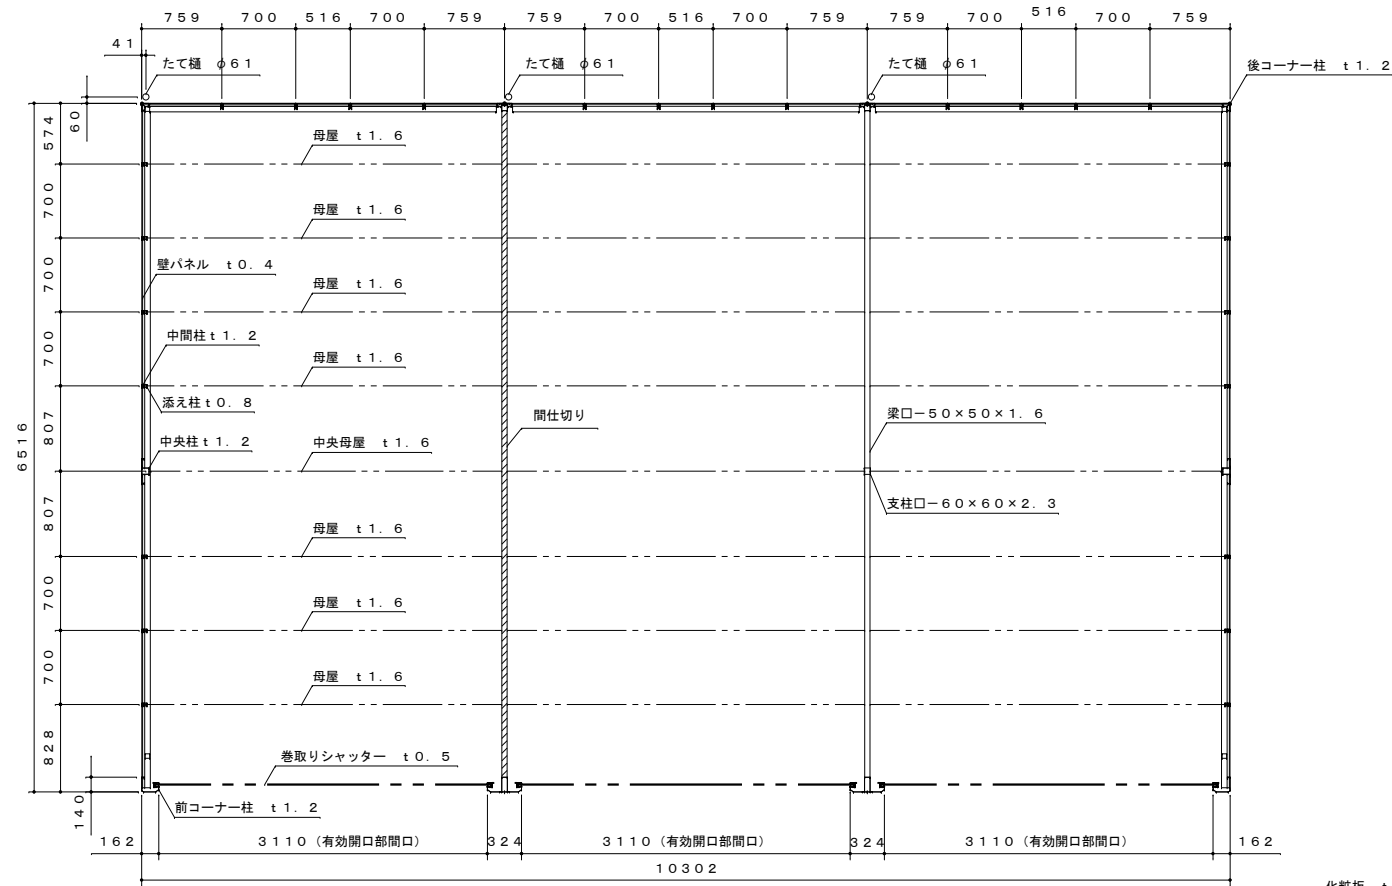 759 700 516 700 759 759 700 516 700 759 759 700 516 700 759
41
たて樋 φ61 たて樋 φ61 たて樋 φ61 後コーナー柱 t1.2
60
574
母屋 t1.6
700
母屋 t1.6
700
壁パネル t0.4
母屋 t1.6
700
中間柱t1.2
母屋 t1.6
添え柱t0.8
807
間仕切り
梁口-50×50×1.6
中央柱t1.2
中央母屋 t1.6
6516
支柱口-60×60×2.3
807
母屋 t1.6
700
母屋 t1.6
700
母屋 t1.6
828
巻取りシャッター t0.5
140
前コーナー柱 t1.2
162 3110(有効開口部間口) 324 3110(有効開口部間口) 324 3110(有効開口部間口) 162
10302